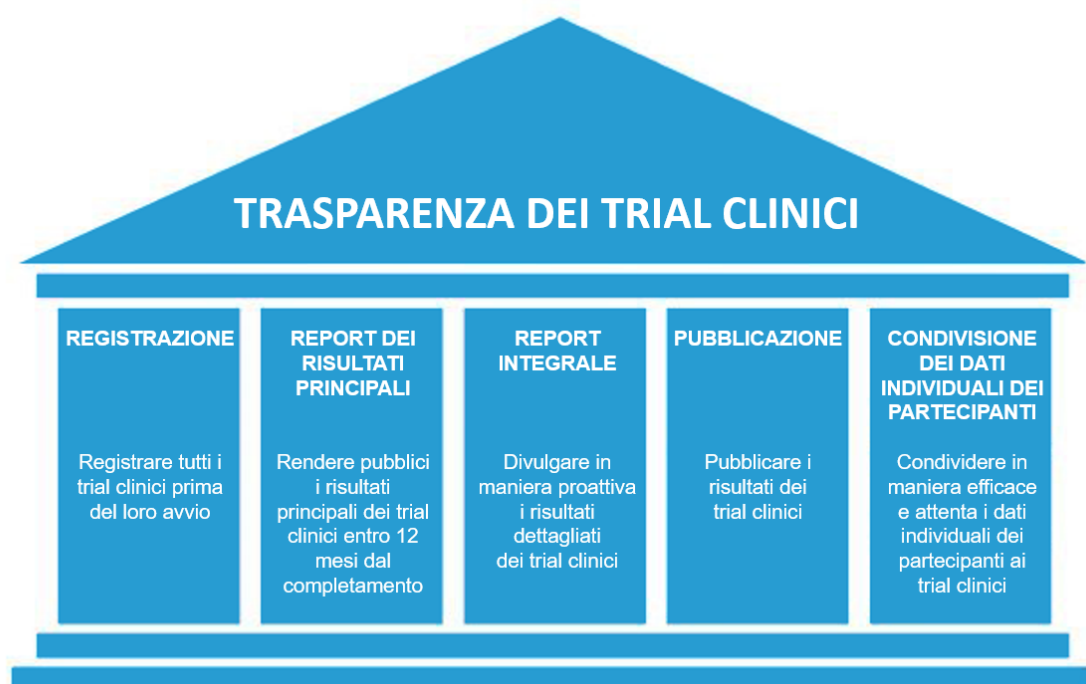 TRASPARENZA DEI TRIAL CLINICI
REGISTRAZIONE
Registrare tutti i
trial clinici prima
del loro avvio
REPORT DEI
RISULTATI
PRINCIPALI
Rendere pubblici
i risultati
principali dei trial
clinici entro 12
mesi dal
completamento
REPORT
INTEGRALE
Divulgare in
maniera proattiva
i risultati
dettagliati
dei trial clinici
PUBBLICAZIONE
Pubblicare i
risultati dei
trial clinici
CONDIVISIONE
DEI DATI
INDIVIDUALI DEI
PARTECIPANTI
Condividere in
maniera efficace
e attenta i dati
individuali dei
partecipanti ai
trial clinici